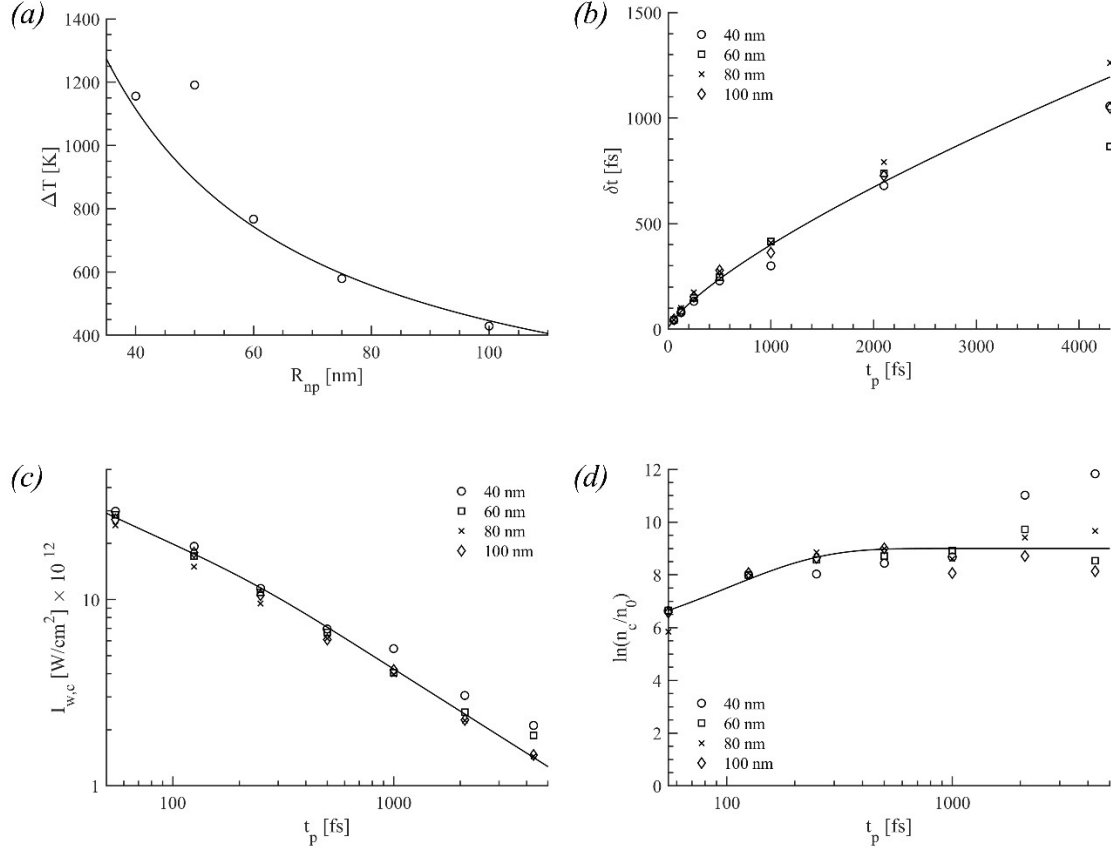 (a)
1400
1200
1000
800
600
400
ΔT [K]
40 60 80 100
R_np [nm]
(b)
1500
1000
500
0
δt [fs]
40 nm
60 nm
80 nm
100 nm
0 1000 2000 3000 4000
t_p [fs]
(c)
10
1
I_w,c [W/cm²] × 10¹²
40 nm
60 nm
80 nm
100 nm
100 1000
t_p [fs]
(d)
12
10
8
6
4
2
0
ln(n_c/n_0)
40 nm
60 nm
80 nm
100 nm
100 1000
t_p [fs]